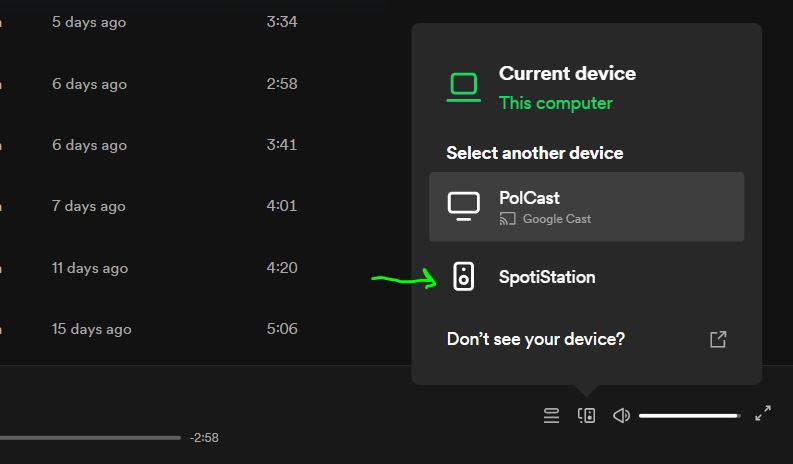 5 days ago 3:34
6 days ago 2:58
6 days ago 3:41
7 days ago 4:01
11 days ago 4:20
15 days ago 5:06
Current device
This computer
Select another device
PolCast
Google Cast
SpotiStation
Don't see your device?
-2:58